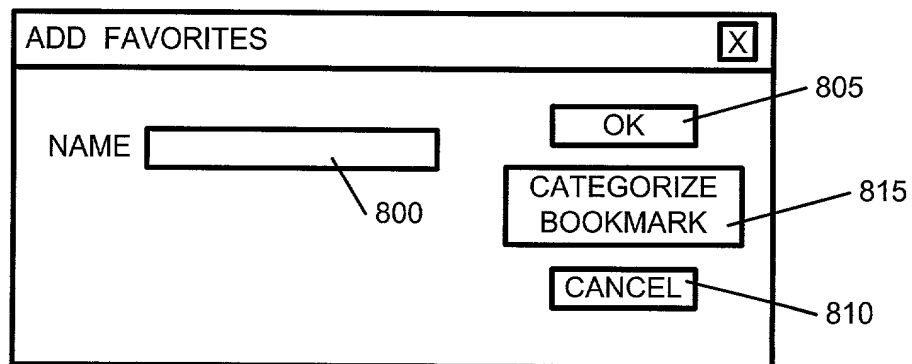 ADD FAVORITES X
805
OK
NAME
CATEGORIZE
BOOKMARK
815
800
CANCEL
810